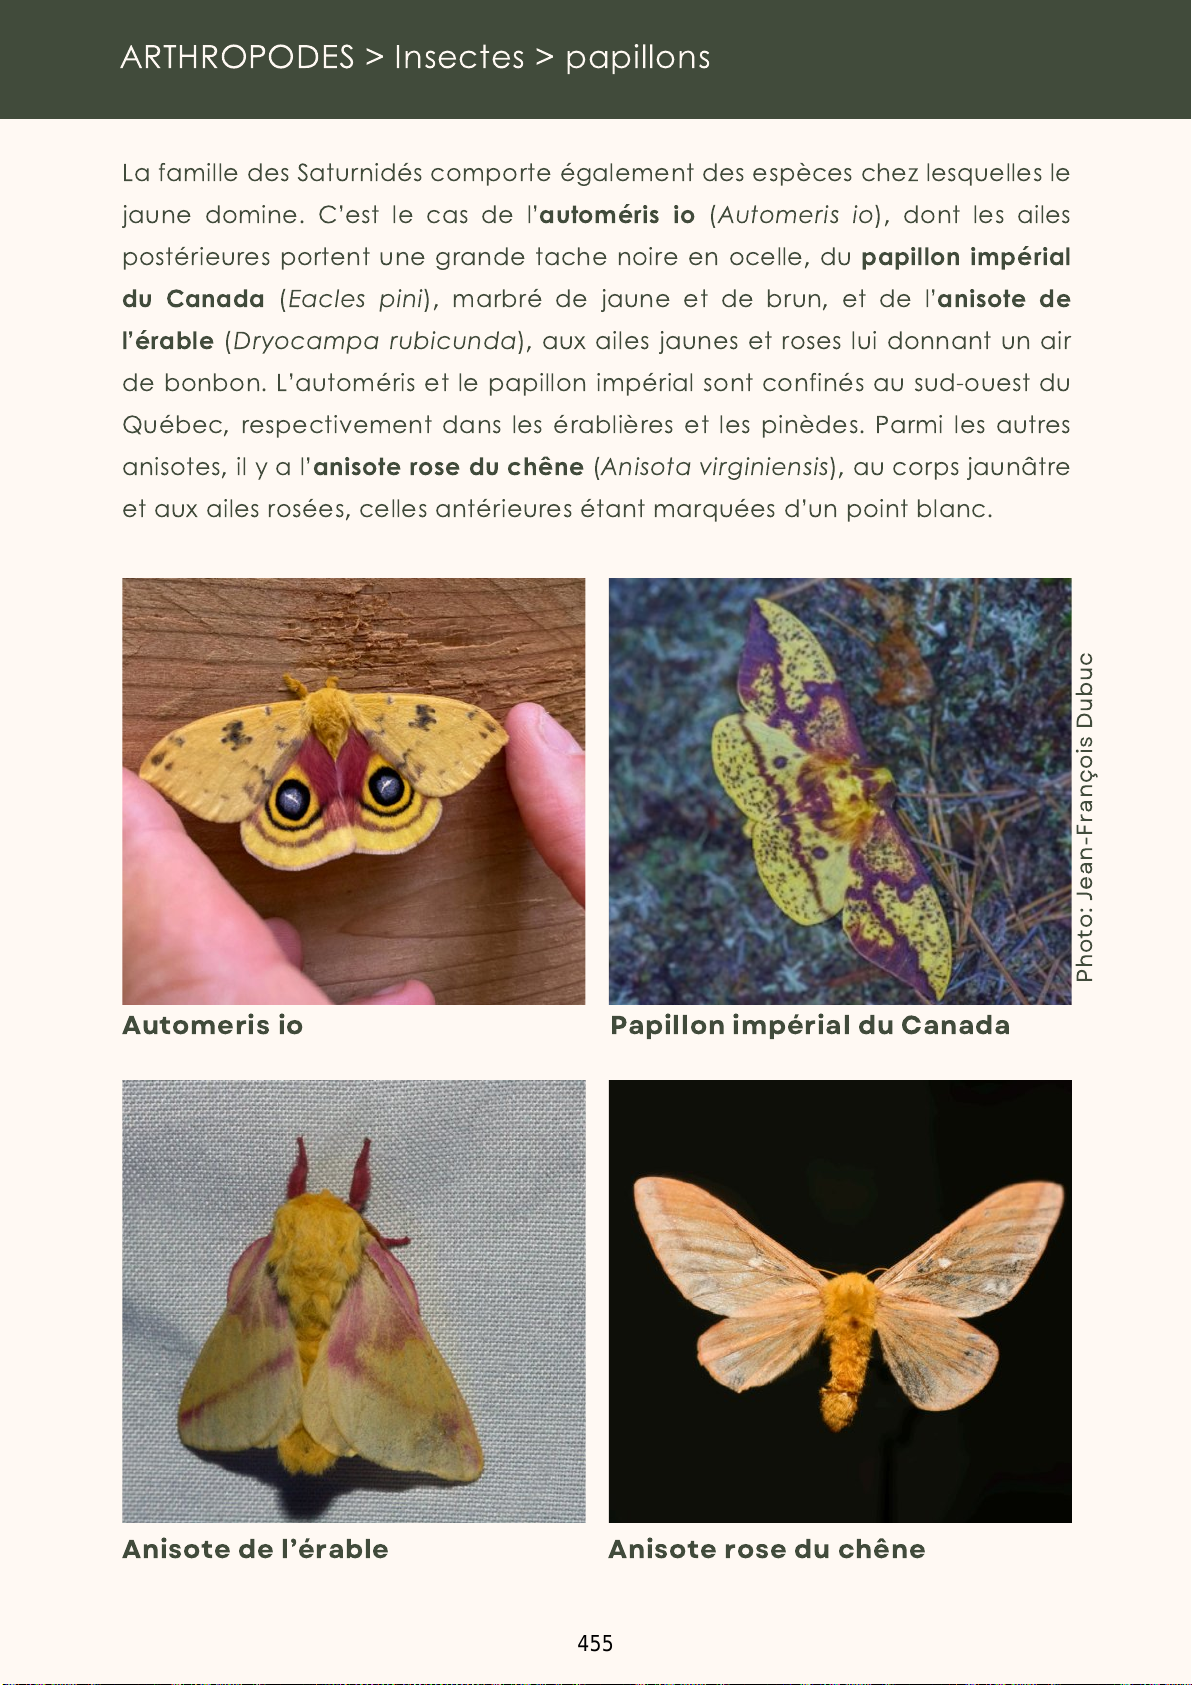 ARTHROPODES > Insectes > papillons
La famille des Saturnidés comporte également des espèces chez lesquelles le
jaune domine. C’est le cas de l’automéris io (Automeris io), dont les ailes
postérieures portent une grande tache noire en ocelle, du papillon impérial
du Canada (Eacles pini), marbré de jaune et de brun, et de l’anisote de
l’érable (Dryocampa rubicunda), aux ailes jaunes et roses lui donnant un air
de bonbon. L’automéris et le papillon impérial sont confinés au sud-ouest du
Québec, respectivement dans les érablières et les pinèdes. Parmi les autres
anisotes, il y a l’anisote rose du chêne (Anisota virginiensis), au corps jaunâtre
et aux ailes rosées, celles antérieures étant marquées d’un point blanc.
Photo: Jean-François Dubuc
Automeris io
Papillon impérial du Canada
Anisote de l’érable
Anisote rose du chêne
455